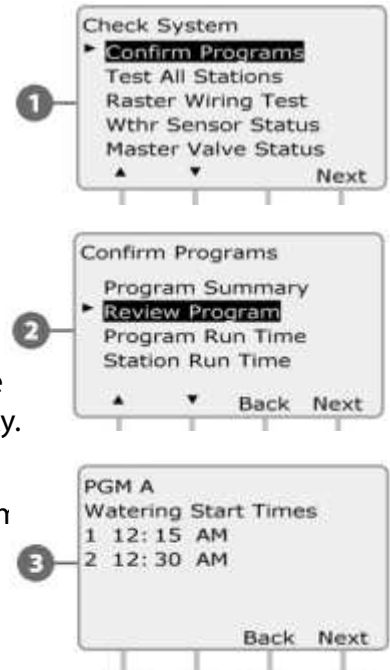 Check System
► Confirm Programs
Test All Stations
Raster Wiring Test
Wthr Sensor Status
Master Valve Status
▲ ▼ Next
1
Confirm Programs
Program Summary
► Review Program
Program Run Time
Station Run Time
▲ ▼ Back Next
2
y.
PGM A
Watering Start Times
1 12:15 AM
2 12:30 AM
Back Next
3